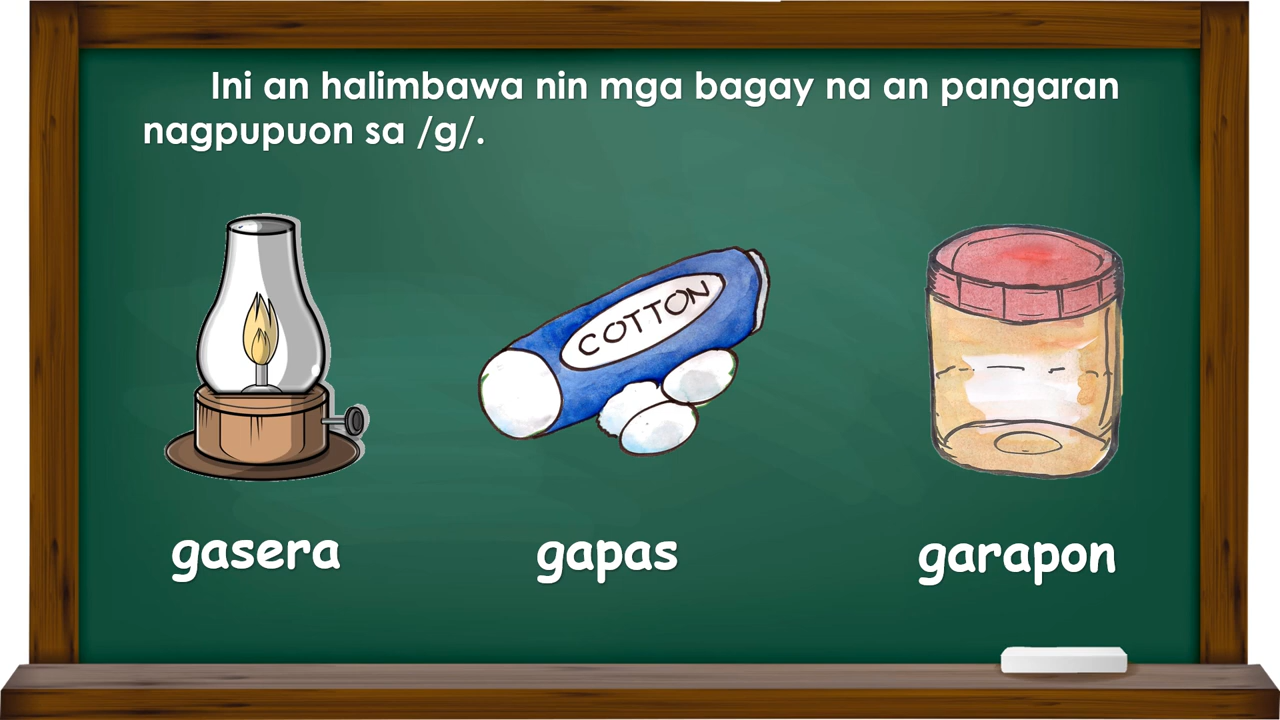 Ini an halimbawa nin mga bagay na an pangaran
nagpupuon sa /g/.
COTTON
gasera
gapas
garapon